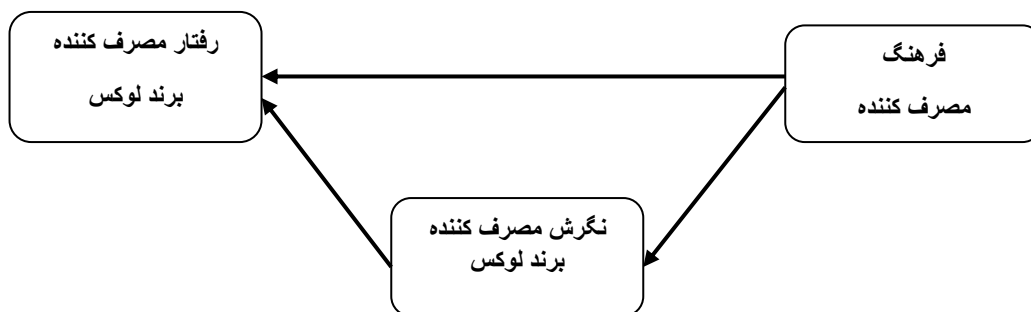 فرهنگ
مصرف کننده
رفتار مصرف کننده
برند لوکس
نگرش مصرف کننده
برند لوکس